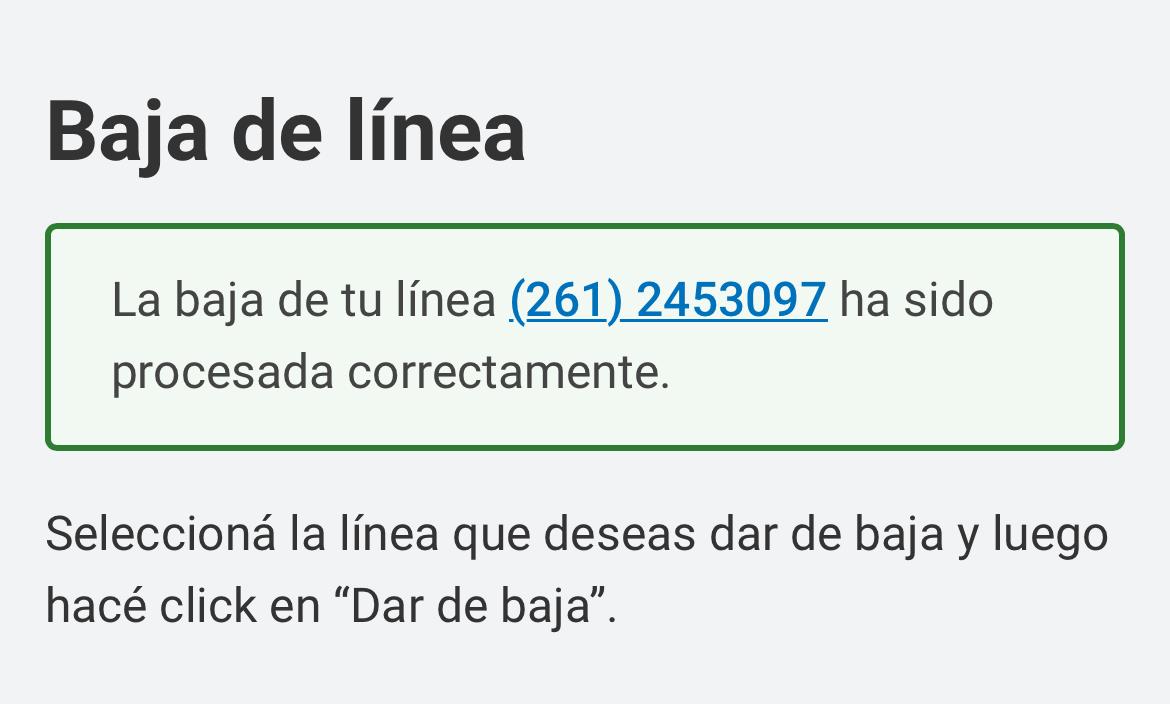 Baja de línea
La baja de tu línea (261) 2453097 ha sido
procesada correctamente.
Seleccioná la línea que deseas dar de baja y luego
hacé click en “Dar de baja”.